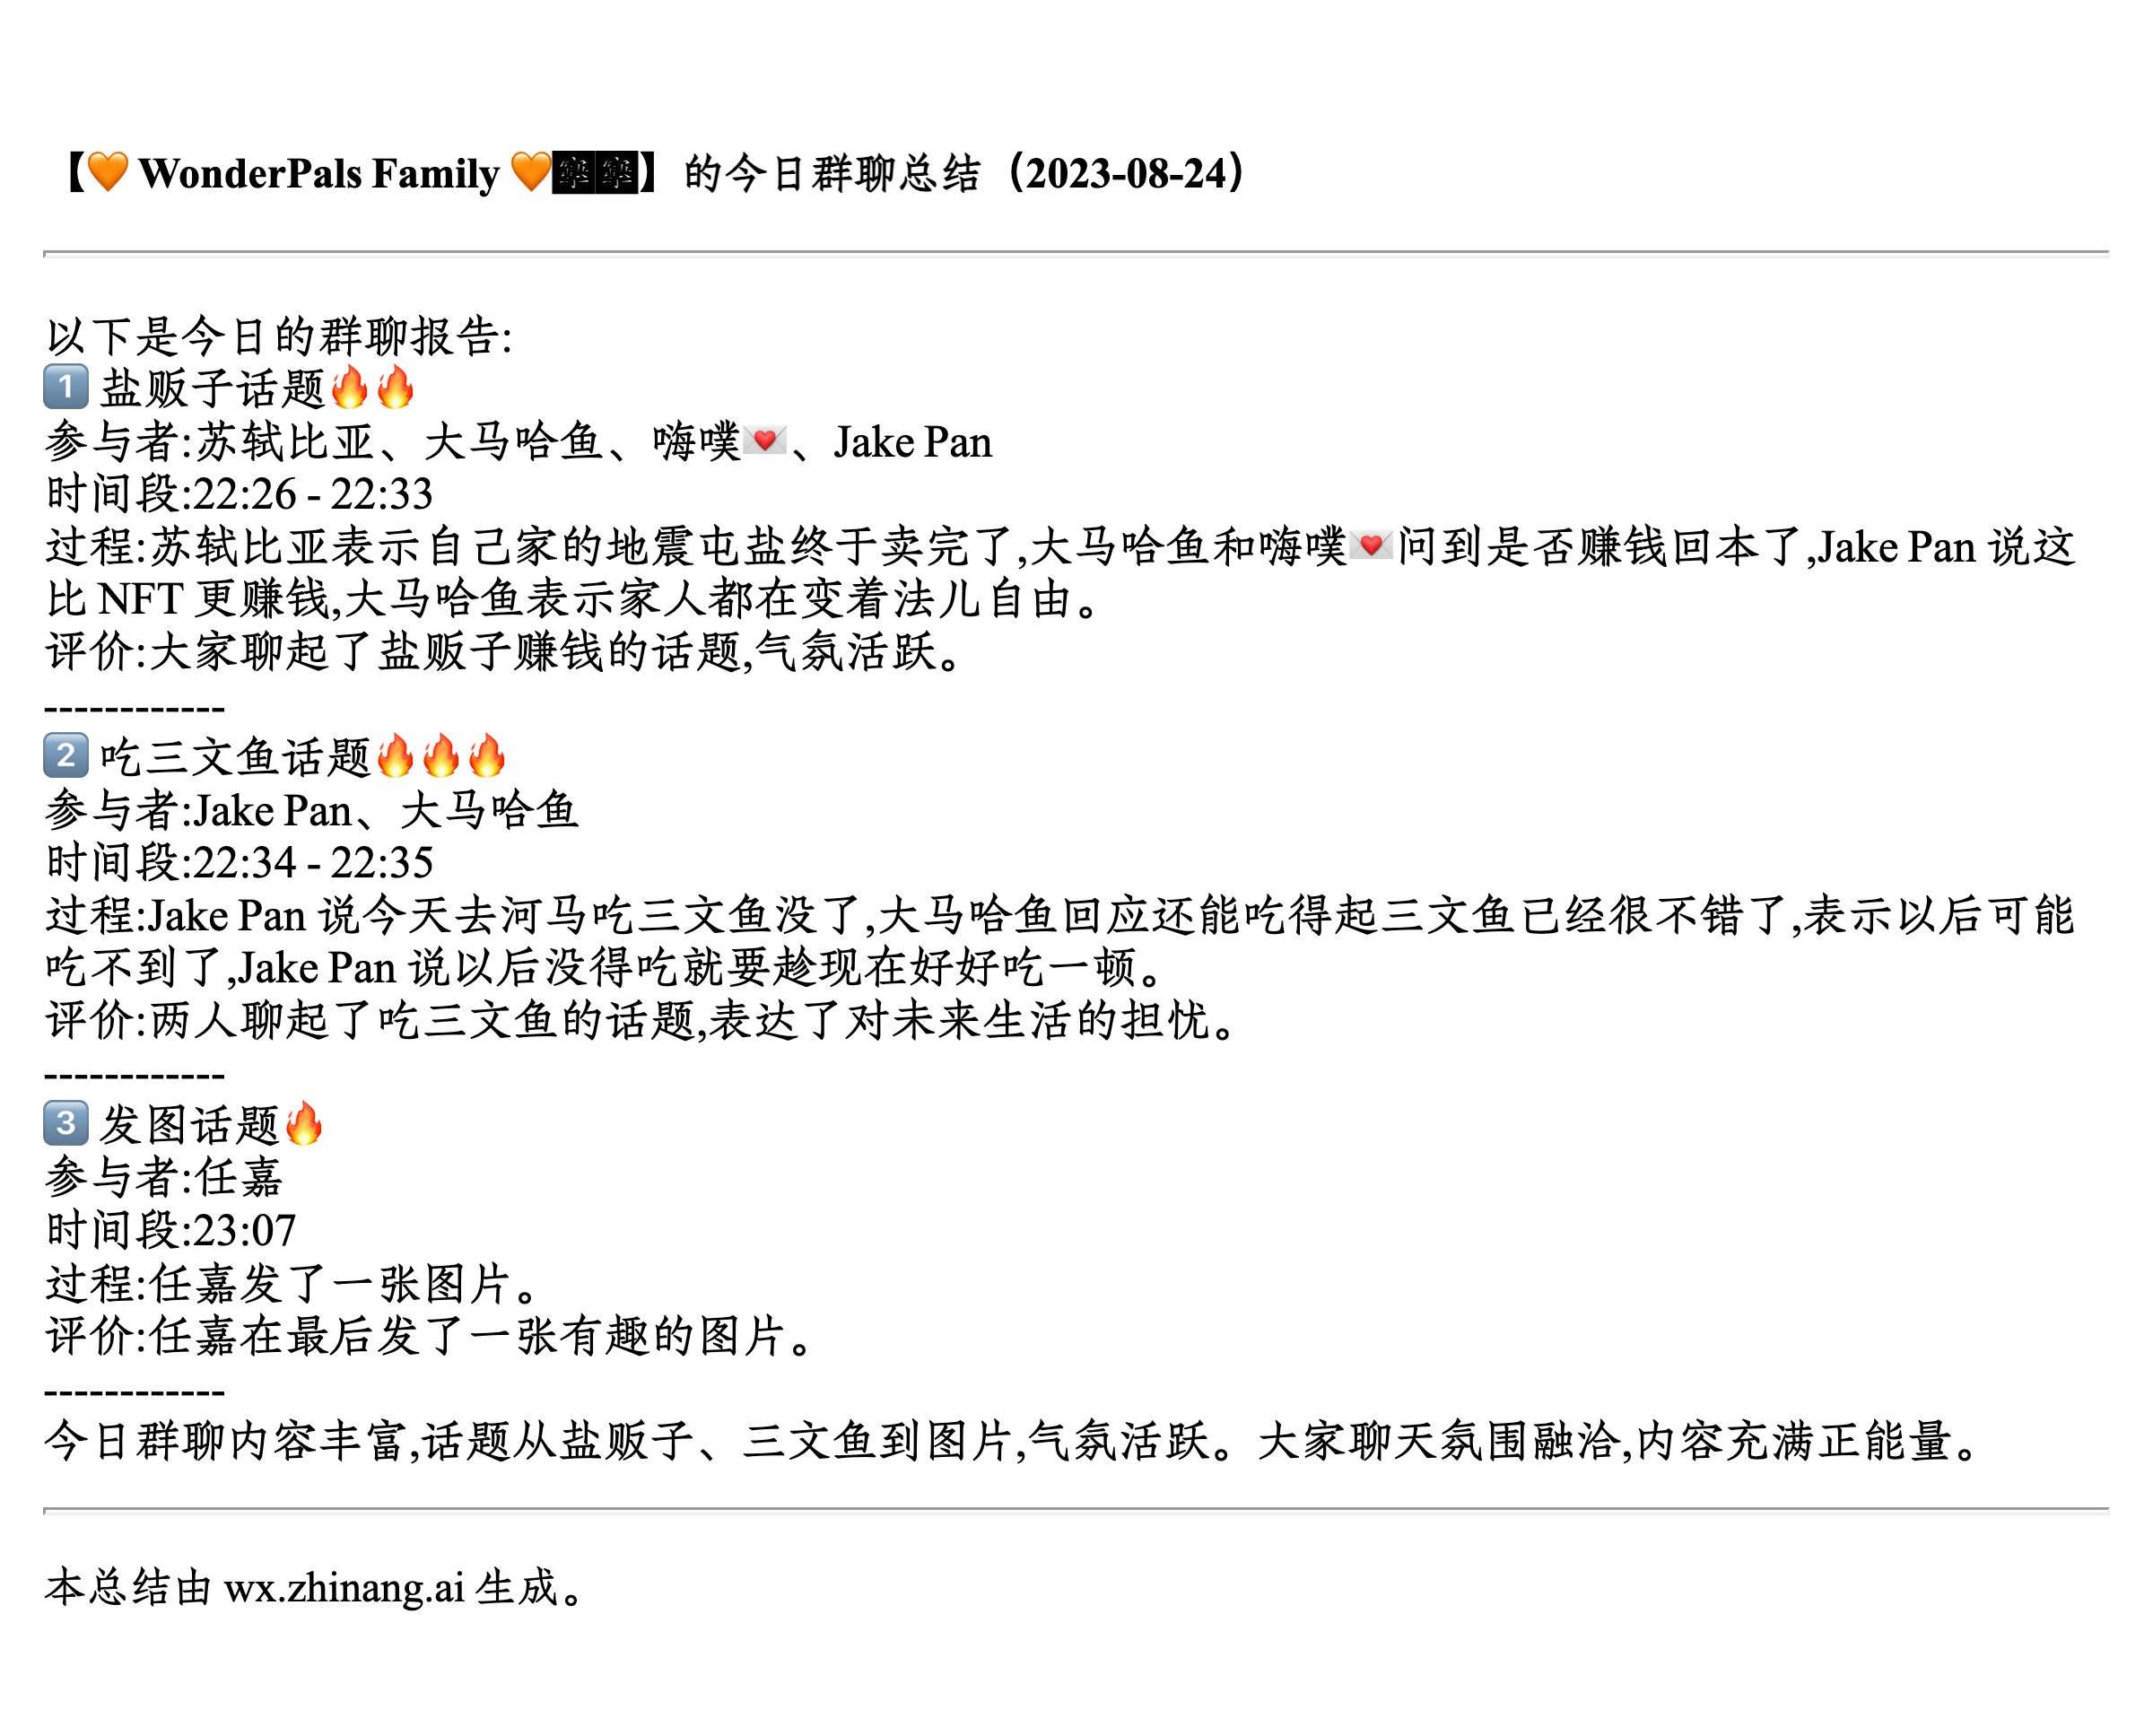 【🧡 WonderPals Family 🧡】的今日群聊总结（2023-08-24）
以下是今日的群聊报告:
1️⃣ 盐贩子话题🔥🔥
参与者:苏轼比亚、大马哈鱼、嗨噗💌、Jake Pan
时间段:22:26 - 22:33
过程:苏轼比亚表示自己家的地震屯盐终于卖完了,大马哈鱼和嗨噗💌问到是否赚钱回本了,Jake Pan 说这
比 NFT 更赚钱,大马哈鱼表示家人都在变着法儿自由。
评价:大家聊起了盐贩子赚钱的话题,气氛活跃。
------------
2️⃣ 吃三文鱼话题🔥🔥🔥
参与者:Jake Pan、大马哈鱼
时间段:22:34 - 22:35
过程:Jake Pan 说今天去河马吃三文鱼没了,大马哈鱼回应还能吃得起三文鱼已经很不错了,表示以后可能
吃不到了,Jake Pan 说以后没得吃就要趁现在好好吃一顿。
评价:两人聊起了吃三文鱼的话题,表达了对未来生活的担忧。
------------
3️⃣ 发图话题🔥
参与者:任嘉
时间段:23:07
过程:任嘉发了一张图片。
评价:任嘉在最后发了一张有趣的图片。
------------
今日群聊内容丰富,话题从盐贩子、三文鱼到图片,气氛活跃。大家聊天氛围融洽,内容充满正能量。
本总结由 wx.zhinang.ai 生成。